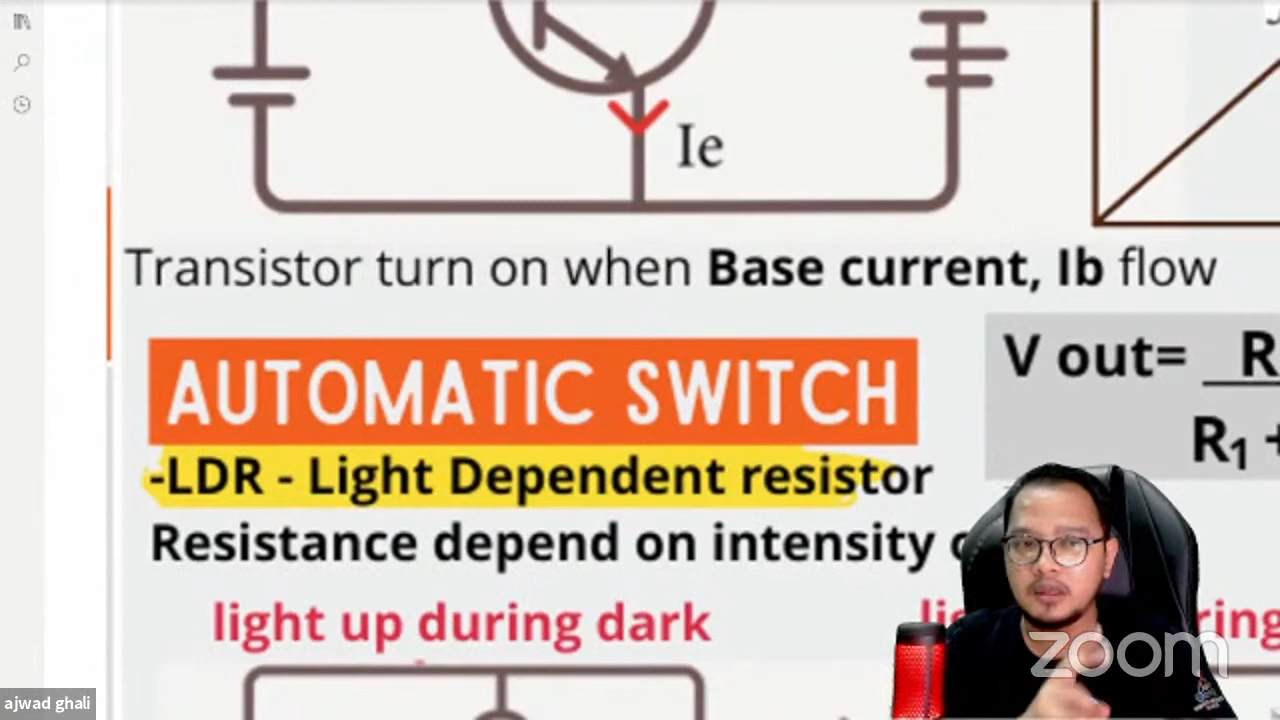 Ie
Transistor turn on when Base current, Ib flow
AUTOMATIC SWITCH
V out= R
R₁ +
-LDR - Light Dependent resistor
Resistance depend on intensity
light up during dark
zoom
ajwad ghali